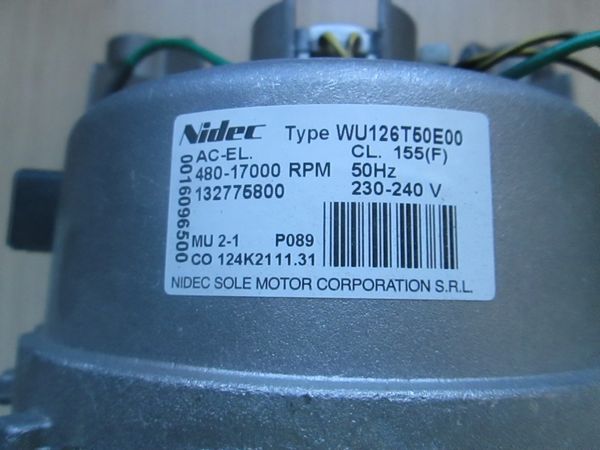 Nidec Type WU126T50E00
AC-EL. CL. 155(F)
480-17000 RPM 50Hz
132775800 230-240 V
0016096500
MU 2-1 P089
CO 124K2111.31
NIDEC SOLE MOTOR CORPORATION S.R.L.